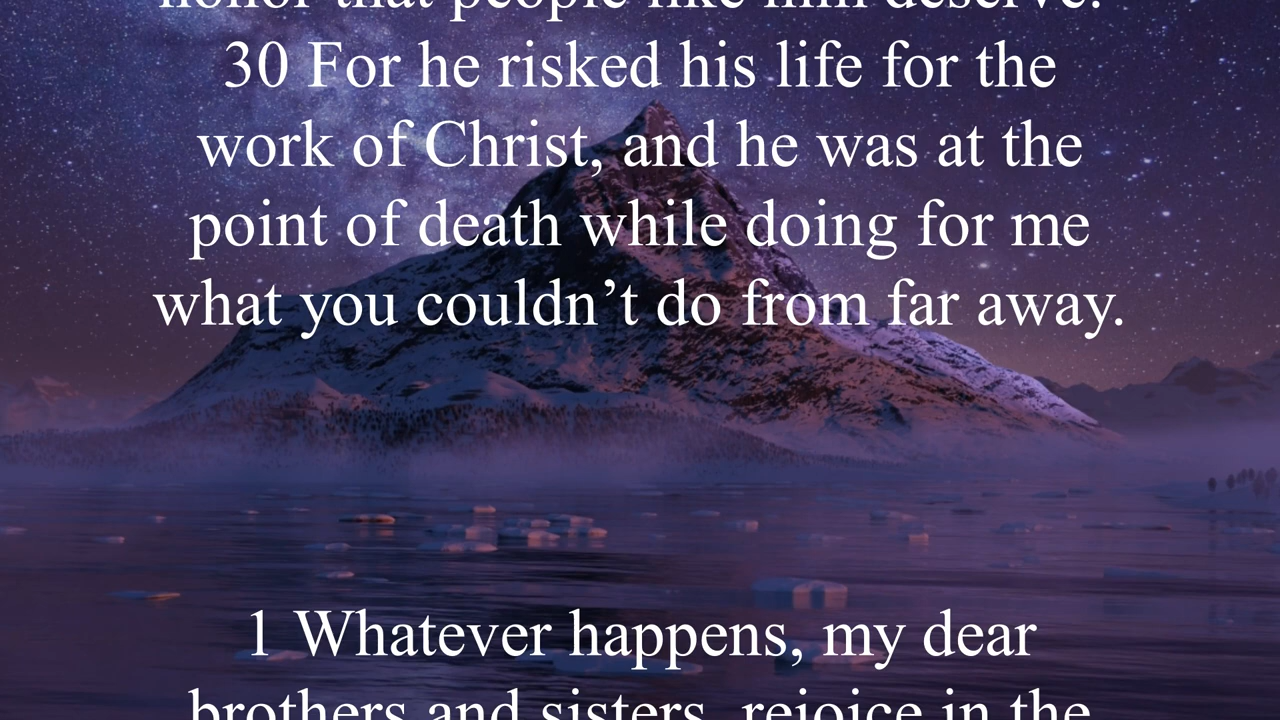 honor that people like him deserve.
30 For he risked his life for the
work of Christ, and he was at the
point of death while doing for me
what you couldn’t do from far away.
1 Whatever happens, my dear
brothers and sisters, rejoice in the